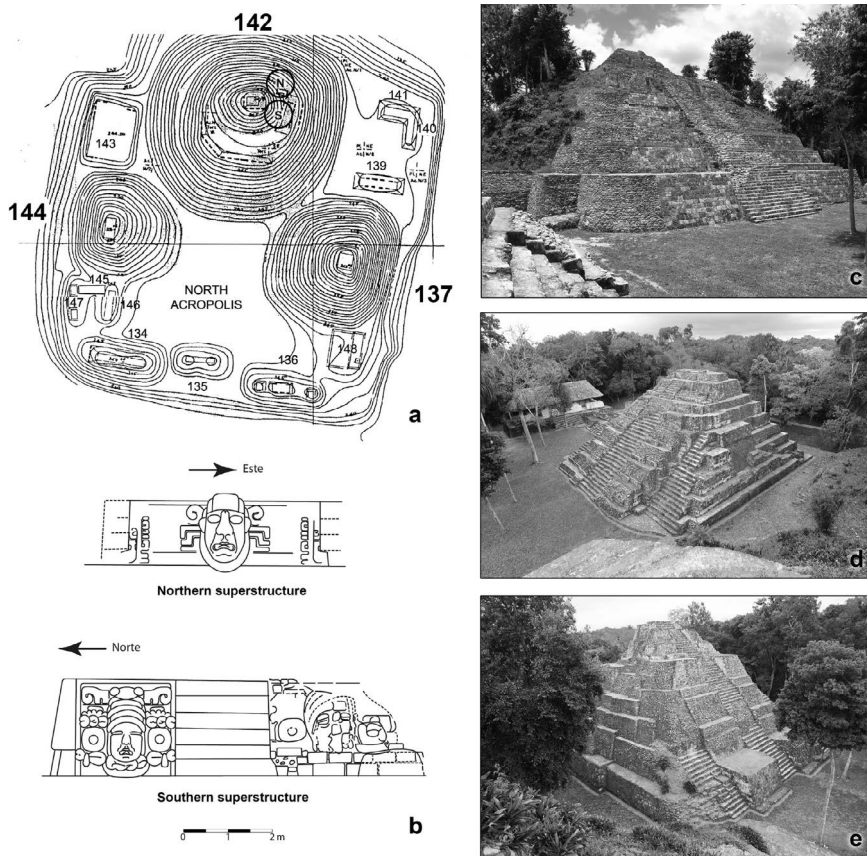 142
N
S
141
140
143
139
144
137
NORTH
ACROPOLIS
145
147
146
134
135
136
148
a
Este
Northern superstructure
Norte
Southern superstructure
0 1 2 m
b
c
d
e